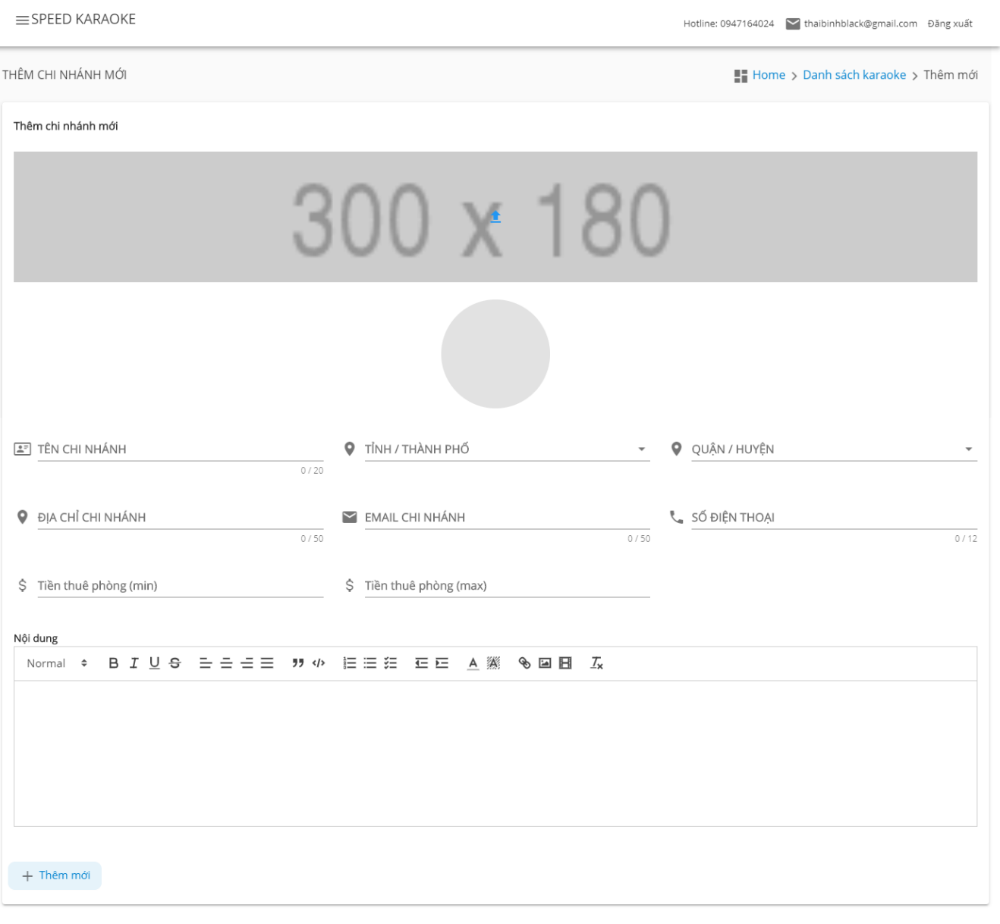 SPEED KARAOKE
Hotline: 0947164024 thaibinhblack@gmail.com Đăng xuất
THÊM CHI NHÁNH MỚI
Home > Danh sách karaoke > Thêm mới
Thêm chi nhánh mới
300 x 180
TÊN CHI NHÁNH
0 / 20
TỈNH / THÀNH PHỐ
QUẬN / HUYỆN
ĐỊA CHỈ CHI NHÁNH
0 / 50
EMAIL CHI NHÁNH
0 / 50
SỐ ĐIỆN THOẠI
0 / 12
Tiền thuê phòng (min)
Tiền thuê phòng (max)
Nội dung
Normal
Thêm mới